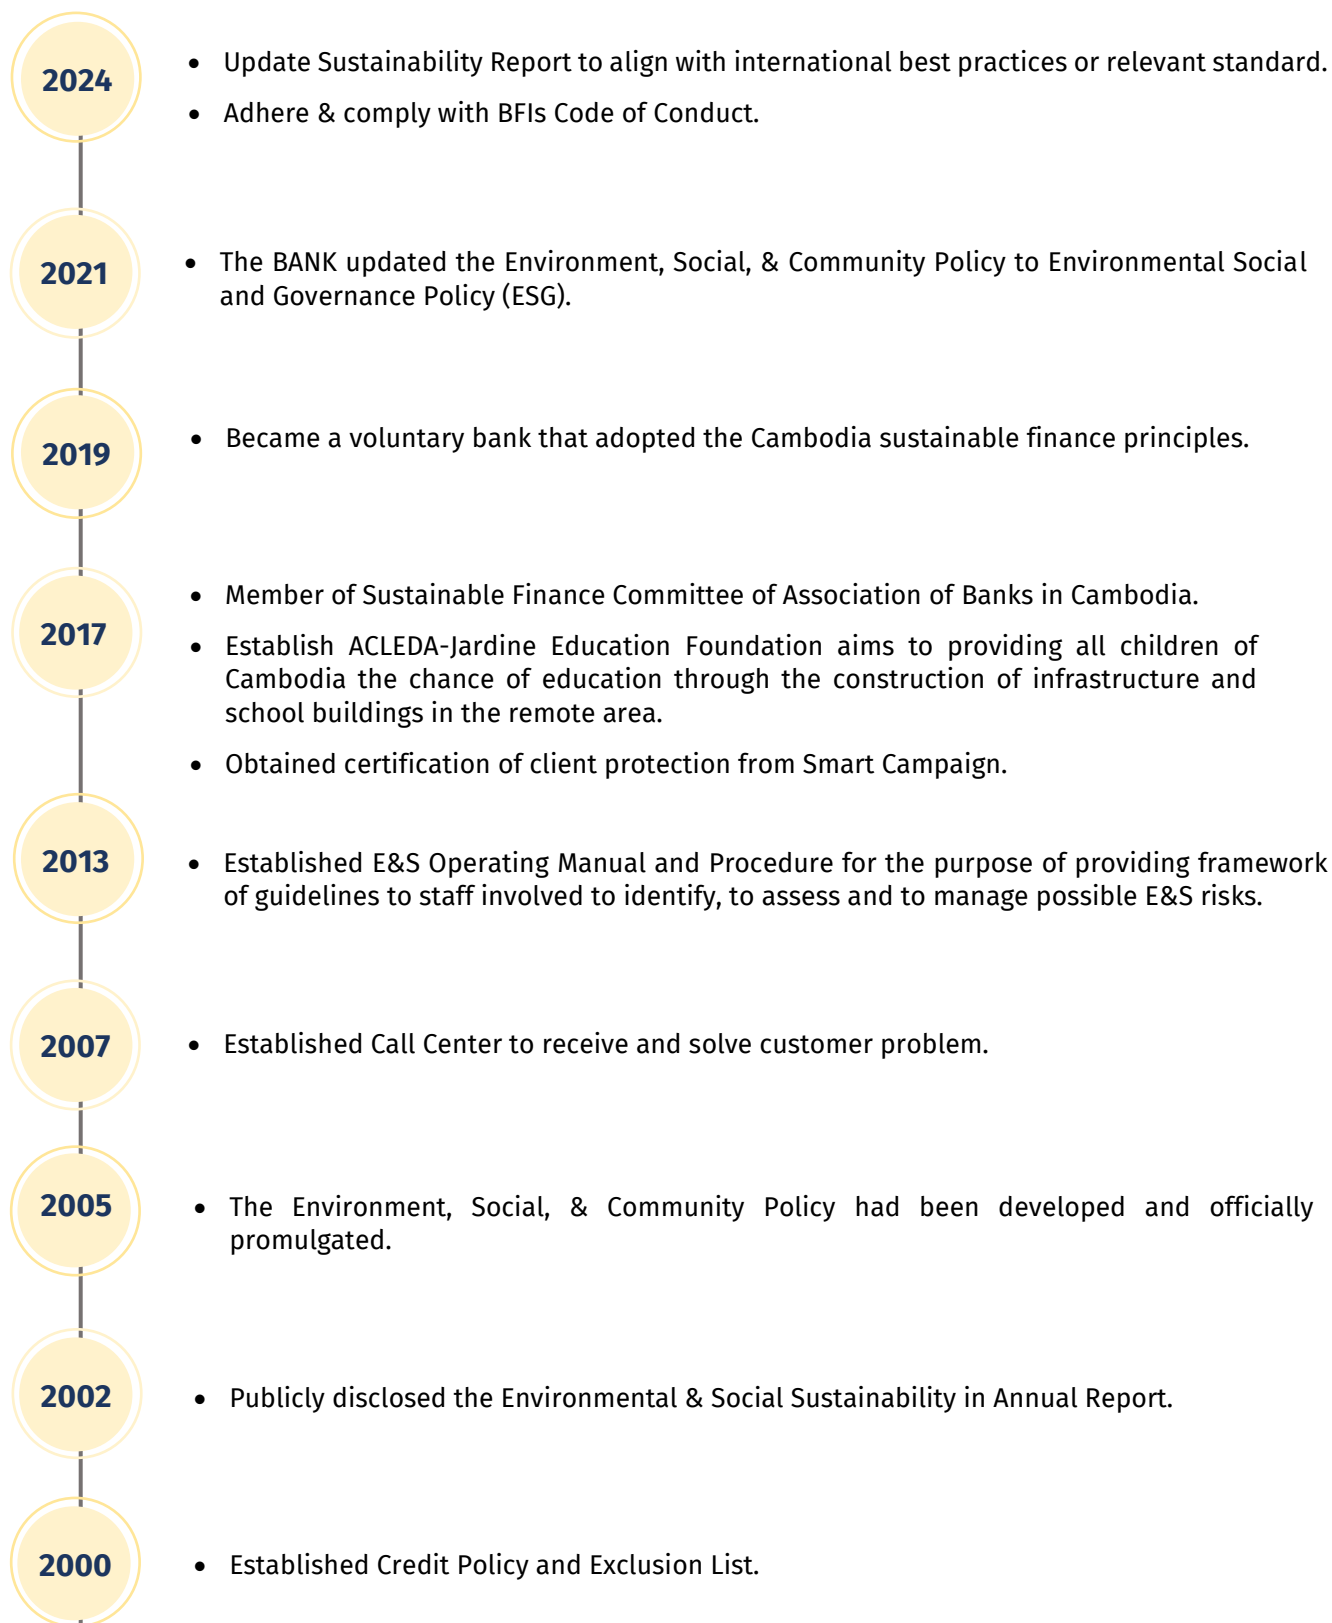 2024
• Update Sustainability Report to align with international best practices or relevant standard.
• Adhere & comply with BFIs Code of Conduct.
2021
• The BANK updated the Environment, Social, & Community Policy to Environmental Social
and Governance Policy (ESG).
2019
• Became a voluntary bank that adopted the Cambodia sustainable finance principles.
2017
• Member of Sustainable Finance Committee of Association of Banks in Cambodia.
• Establish ACLEDA-Jardine Education Foundation aims to providing all children of
Cambodia the chance of education through the construction of infrastructure and
school buildings in the remote area.
• Obtained certification of client protection from Smart Campaign.
2013
• Established E&S Operating Manual and Procedure for the purpose of providing framework
of guidelines to staff involved to identify, to assess and to manage possible E&S risks.
2007
• Established Call Center to receive and solve customer problem.
2005
• The Environment, Social, & Community Policy had been developed and officially
promulgated.
2002
• Publicly disclosed the Environmental & Social Sustainability in Annual Report.
2000
• Established Credit Policy and Exclusion List.